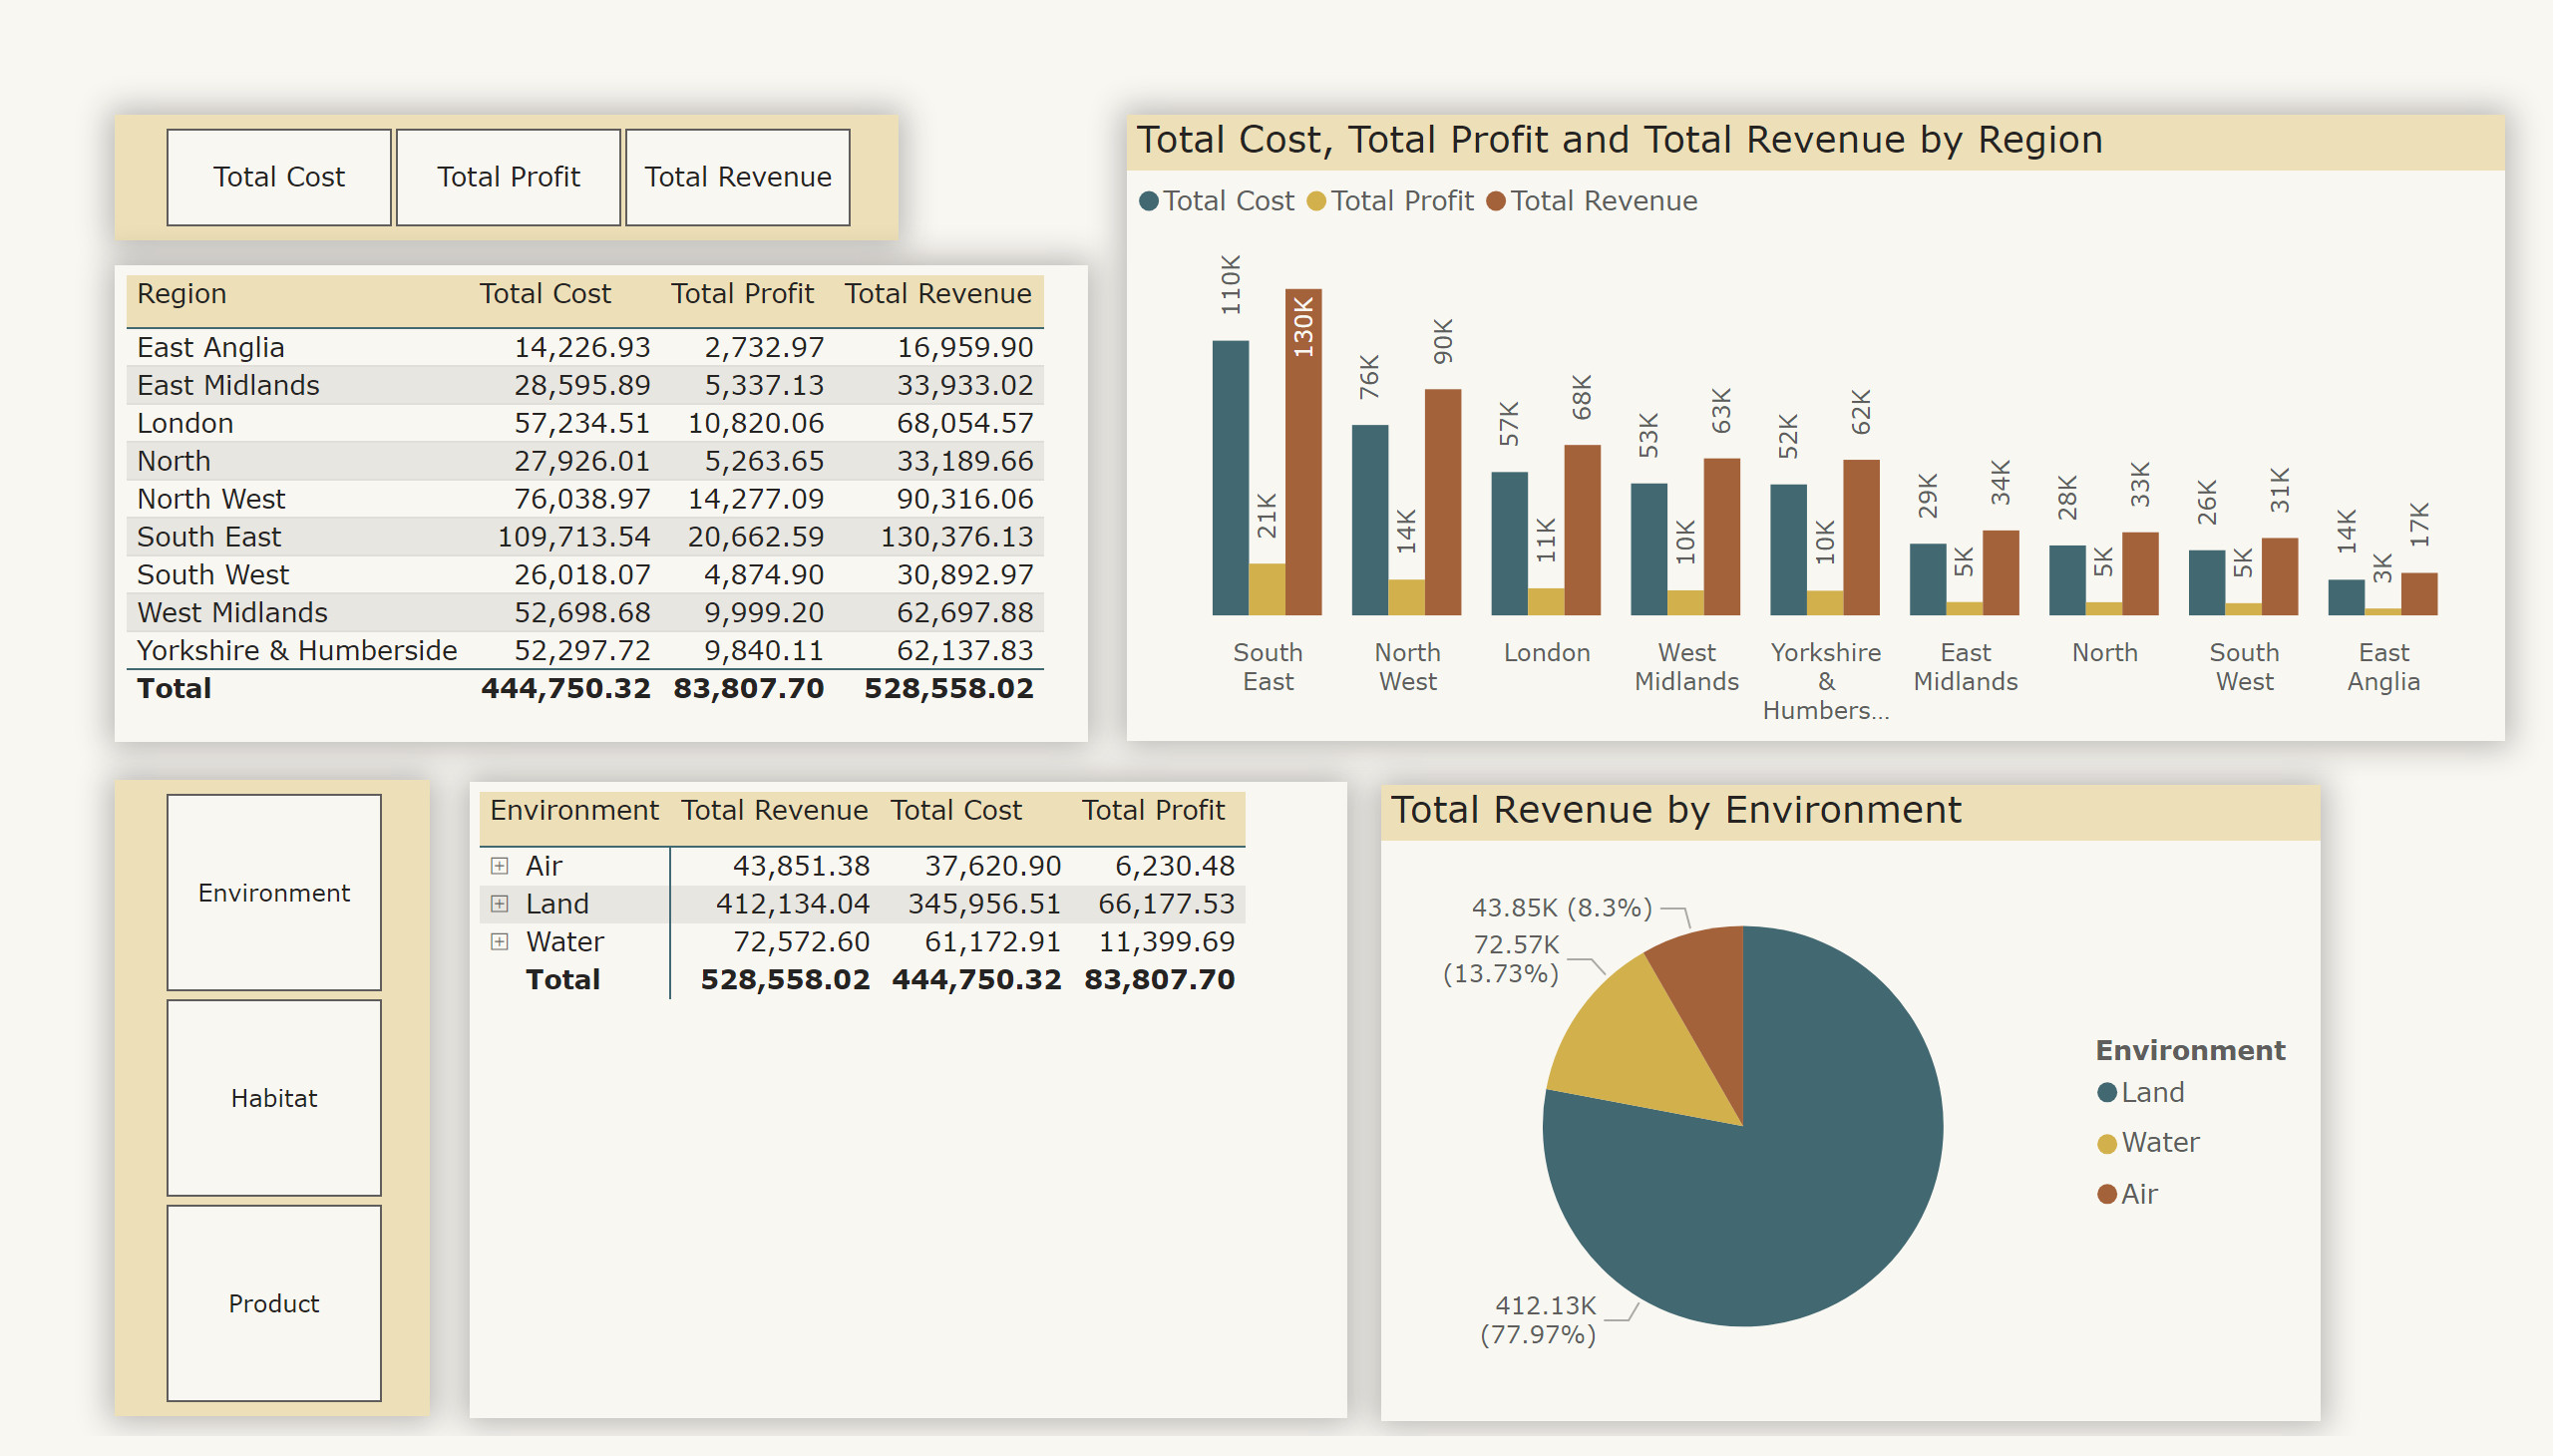 Total Cost Total Profit Total Revenue
Region Total Cost Total Profit Total Revenue
East Anglia 14,226.93 2,732.97 16,959.90
East Midlands 28,595.89 5,337.13 33,933.02
London 57,234.51 10,820.06 68,054.57
North 27,926.01 5,263.65 33,189.66
North West 76,038.97 14,277.09 90,316.06
South East 109,713.54 20,662.59 130,376.13
South West 26,018.07 4,874.90 30,892.97
West Midlands 52,698.68 9,999.20 62,697.88
Yorkshire & Humberside 52,297.72 9,840.11 62,137.83
Total 444,750.32 83,807.70 528,558.02
Total Cost, Total Profit and Total Revenue by Region
Total Cost Total Profit Total Revenue
110K 21K 130K
76K 14K 90K
57K 11K 68K
53K 10K 63K
52K 10K 62K
29K 5K 34K
28K 5K 33K
26K 5K 31K
14K 3K 17K
South
East
North
West
London
West
Midlands
Yorkshire
&
Humbers...
East
Midlands
North
South
West
East
Anglia
Environment
Habitat
Product
Environment Total Revenue Total Cost Total Profit
Air 43,851.38 37,620.90 6,230.48
Land 412,134.04 345,956.51 66,177.53
Water 72,572.60 61,172.91 11,399.69
Total 528,558.02 444,750.32 83,807.70
Total Revenue by Environment
43.85K (8.3%)
72.57K
(13.73%)
412.13K
(77.97%)
Environment
Land
Water
Air